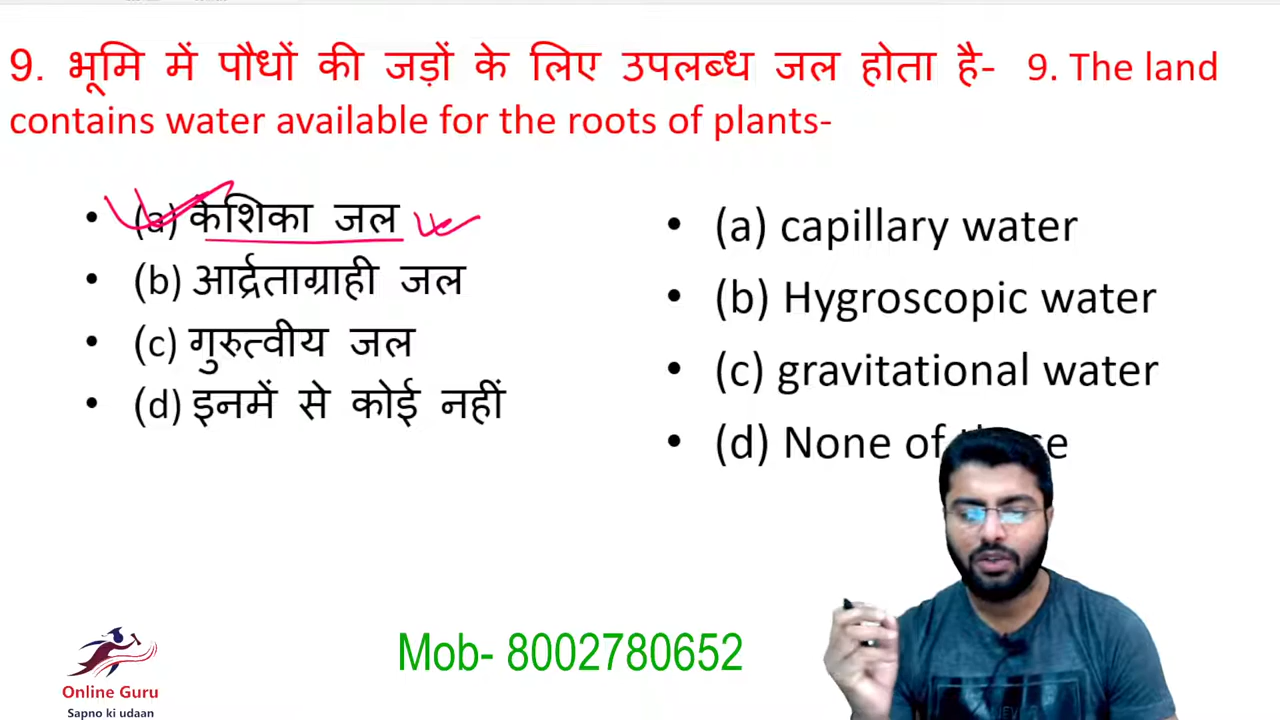 9. भूमि में पौधों की जड़ों के लिए उपलब्ध जल होता है- 9. The land
contains water available for the roots of plants-
• (a) केशिका जल
• (b) आर्द्रताग्राही जल
• (c) गुरुत्वीय जल
• (d) इनमें से कोई नहीं
• (a) capillary water
• (b) Hygroscopic water
• (c) gravitational water
• (d) None of
Mob- 8002780652
Online Guru
Sapno ki udaan